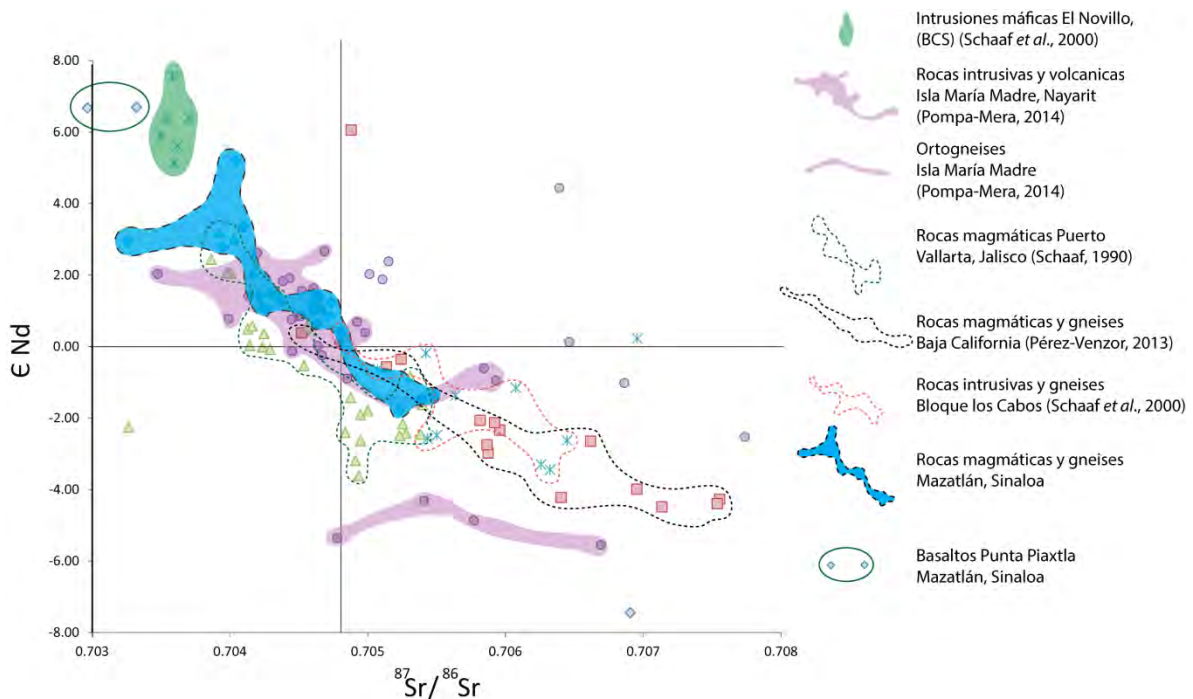 8.00
6.00
4.00
2.00
0.00
-2.00
-4.00
-6.00
-8.00
Є Nd
0.703
0.704
0.705
0.706
0.707
0.708
87Sr/86Sr
Intrusiones máficas El Novillo,
(BCS) (Schaaf et al., 2000)
Rocas intrusivas y volcanicas
Isla María Madre, Nayarit
(Pompa-Mera, 2014)
Ortogneises
Isla María Madre
(Pompa-Mera, 2014)
Rocas magmáticas Puerto
Vallarta, Jalisco (Schaaf, 1990)
Rocas magmáticas y gneises
Baja California (Pérez-Venzor, 2013)
Rocas intrusivas y gneises
Bloque los Cabos (Schaaf et al., 2000)
Rocas magmáticas y gneises
Mazatlán, Sinaloa
Basaltos Punta Piaxtla
Mazatlán, Sinaloa